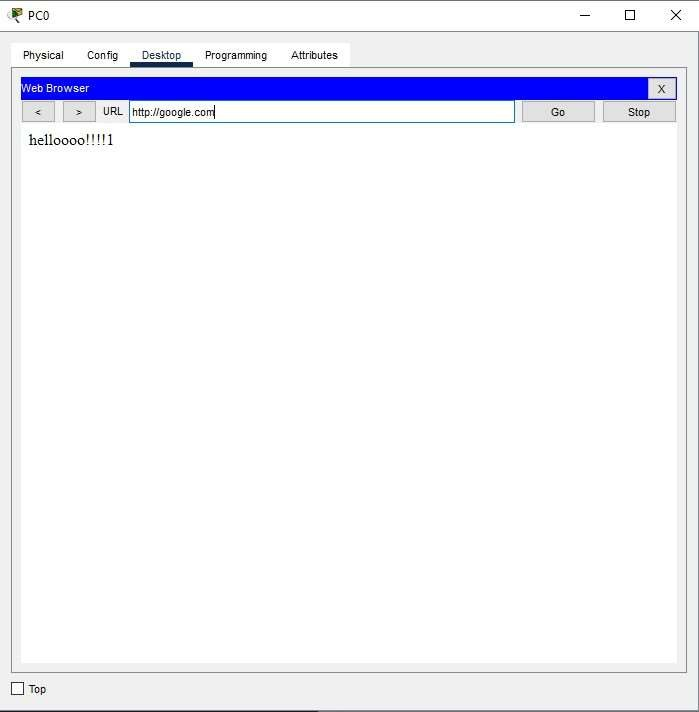 PC0
Physical Config Desktop Programming Attributes
Web Browser X
< > URL http://google.com Go Stop
helloooo!!!!1
Top